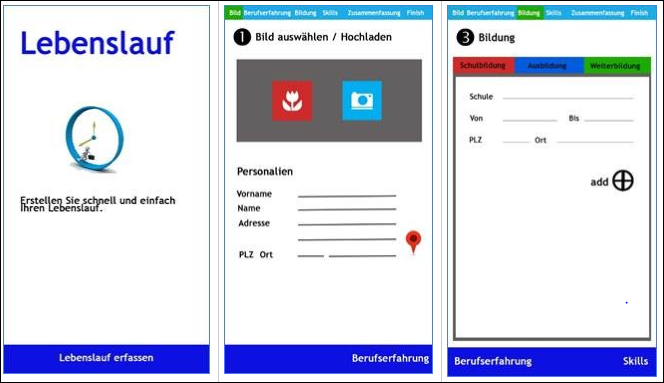 Lebenslauf
Erstellen Sie schnell und einfach
Ihren Lebenslauf.
Lebenslauf erfassen
Bild Berufserfahrung Bildung Skills Zusammenfassung Finish
1 Bild auswählen / Hochladen
Personalien
Vorname
Name
Adresse
PLZ Ort
Berufserfahrung
Bild Berufserfahrung Bildung Skills Zusammenfassung Finish
3 Bildung
Schulbildung Ausbildung Weiterbildung
Schule
Von Bis
PLZ Ort
add
Berufserfahrung Skills